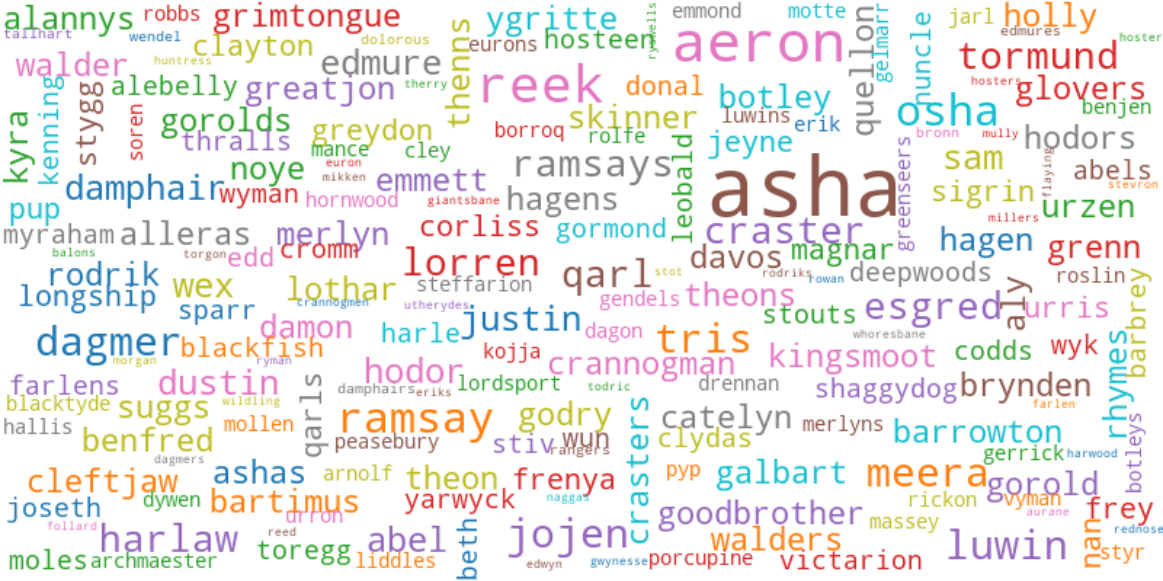 alannys robbs grimtongue ygritte emmond motte jarl holly
tallhart wendel clayton dolorous eurons hosteen ryswells aeron quellon gelmarr nuncle edmures hoster
walder huntress edmure thenns tormund
kenning stygg alebelly greatjon therry reek donal botley osha hosters glovers
kyra soren gorolds greydon skinner luwins erik benjen
thralls mance cley borroq rolfe jeyne bronn mully hodors
noye euron mikken ramsays leobald asha greenseers sam flaying abels
damphair wyman hornwood emmett giantsbane hagens sigrin stevron
pup urzen
myraham alleras merlyn corliss gormond craster millers hagen grenn
balons torgon edd cromm lorren davos magnar
rodrik wex lothar steffarion qarl stot rodriks rowan deepwoods roslin
longship sparr crannogmen utherydes gendels theons esgred aly urris barbrey
dagmer damon harle justin dagon tris stouts whoresbane
blackfish kojja kingsmoot codds wyk
morgan ryman hodor crannogman rhymes
farlens dustin qarls damphairs eriks lordsport todric drennan shaggydog brynden
blacktyde suggs wildling ramsay godry crasters catelyn merlyns farlen
hallis benfred mollen peasebury stiv wun rangers clydas barrowton botleys
dagmers gerrick harwood
cleftjaw ashas arnolf theon frenya pyp galbart meera gorold
joseth dywen bartimus yarwyck naggas rickon vyman frey
follard drron goodbrother massey aurane rednose
harlaw reed toregg abel beth jojen walders luwin nan styr
moles archmaester liddles edwyn gwynesse porcupine victarion